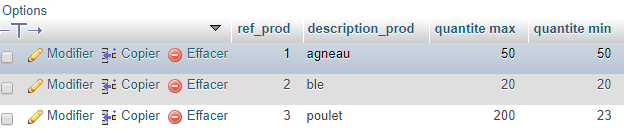 Options
ref_prod description_prod quantite max quantite min
Modifier Copier Effacer 1 agneau 50 50
Modifier Copier Effacer 2 ble 20 20
Modifier Copier Effacer 3 poulet 200 23